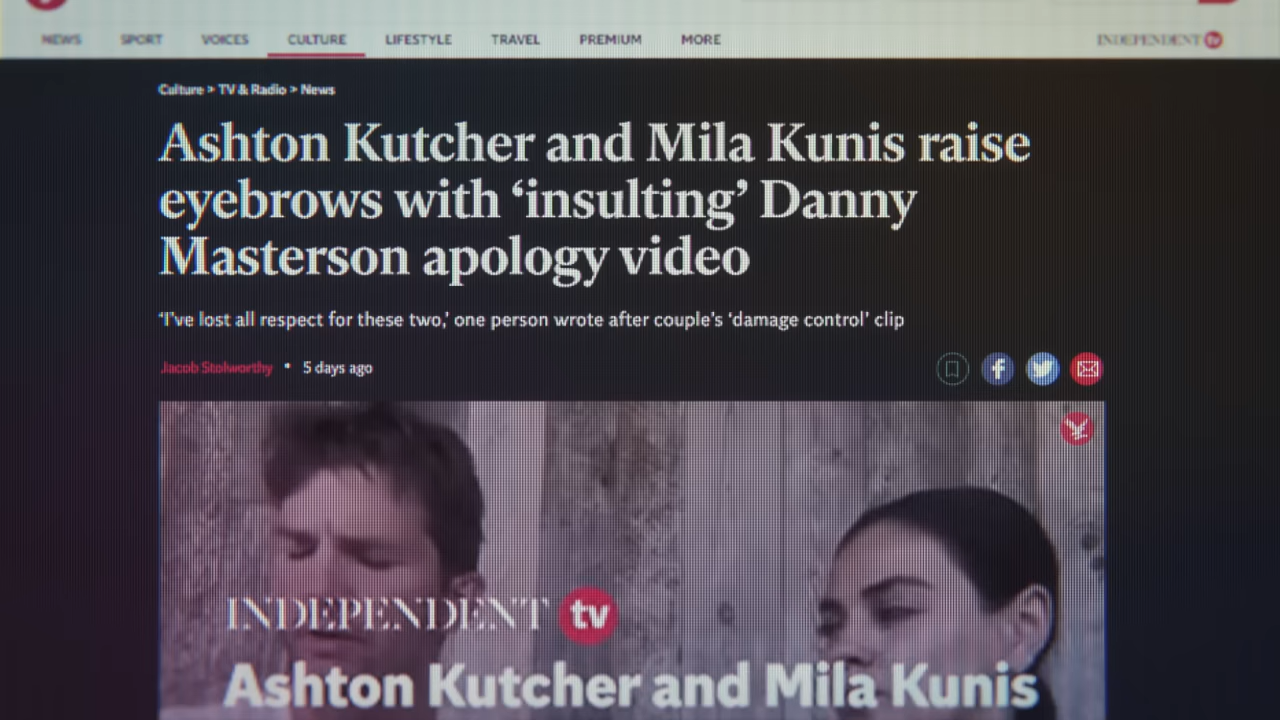 NEWS SPORT VOICES CULTURE LIFESTYLE TRAVEL PREMIUM MORE INDEPENDENT tv
Culture > TV & Radio > News
Ashton Kutcher and Mila Kunis raise
eyebrows with ‘insulting’ Danny
Masterson apology video
‘I’ve lost all respect for these two,’ one person wrote after couple’s ‘damage control’ clip
Jacob Stolworthy • 5 days ago
INDEPENDENT tv
Ashton Kutcher and Mila Kunis